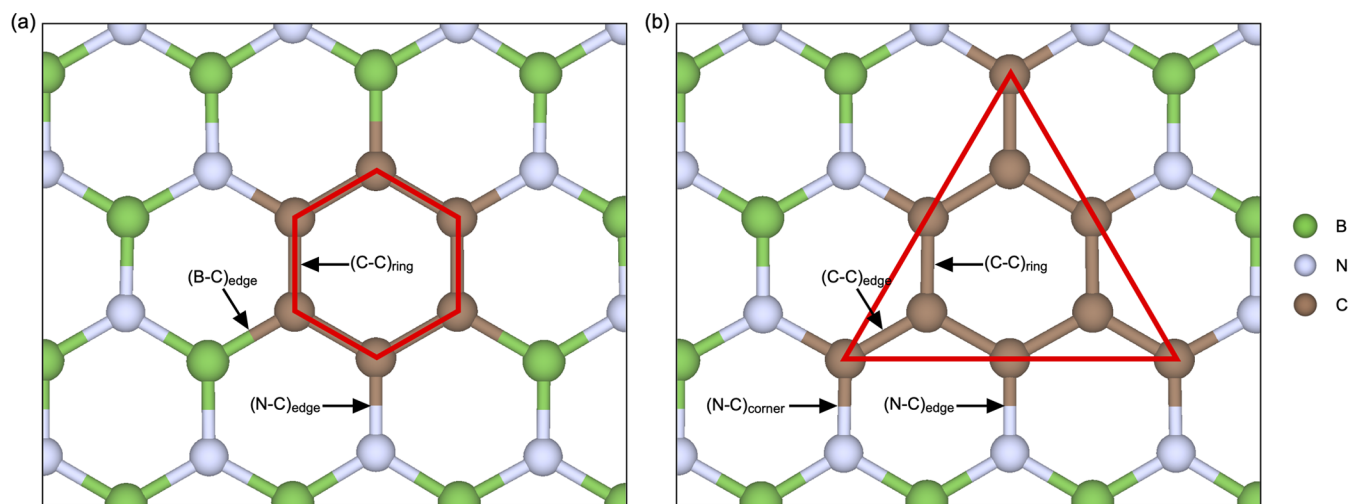 (a)
(b)
(C-C)ring
(B-C)edge
(N-C)edge
(C-C)ring
(C-C)edge
(N-C)corner
(N-C)edge
B
N
C